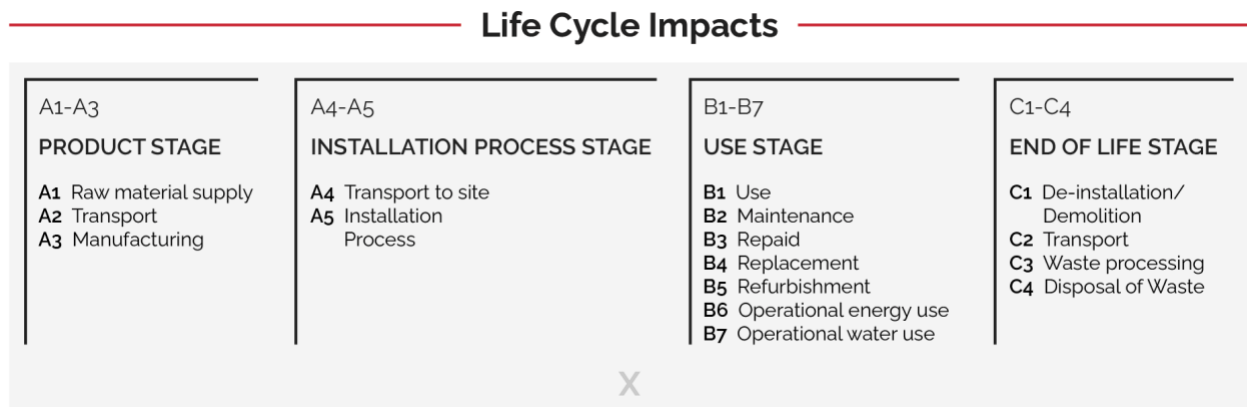 Life Cycle Impacts
A1-A3
PRODUCT STAGE
A1 Raw material supply
A2 Transport
A3 Manufacturing
A4-A5
INSTALLATION PROCESS STAGE
A4 Transport to site
A5 Installation
Process
B1-B7
USE STAGE
B1 Use
B2 Maintenance
B3 Repaid
B4 Replacement
B5 Refurbishment
B6 Operational energy use
B7 Operational water use
C1-C4
END OF LIFE STAGE
C1 De-installation/
Demolition
C2 Transport
C3 Waste processing
C4 Disposal of Waste
X